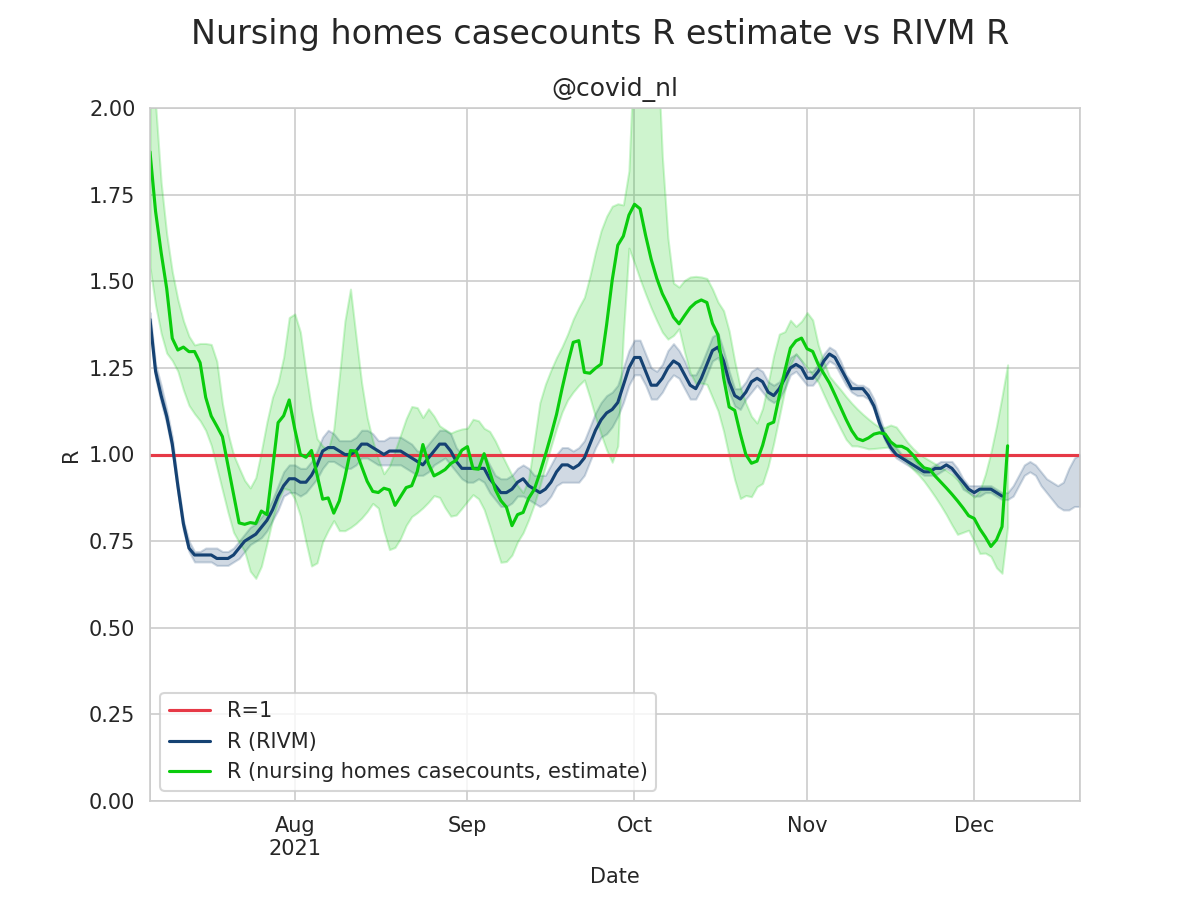 Nursing homes casecounts R estimate vs RIVM R
@covid_nl
2.00
1.75
1.50
1.25
1.00
0.75
0.50
0.25
0.00
R
R=1
R (RIVM)
R (nursing homes casecounts, estimate)
Aug
2021
Sep
Oct
Nov
Dec
Date